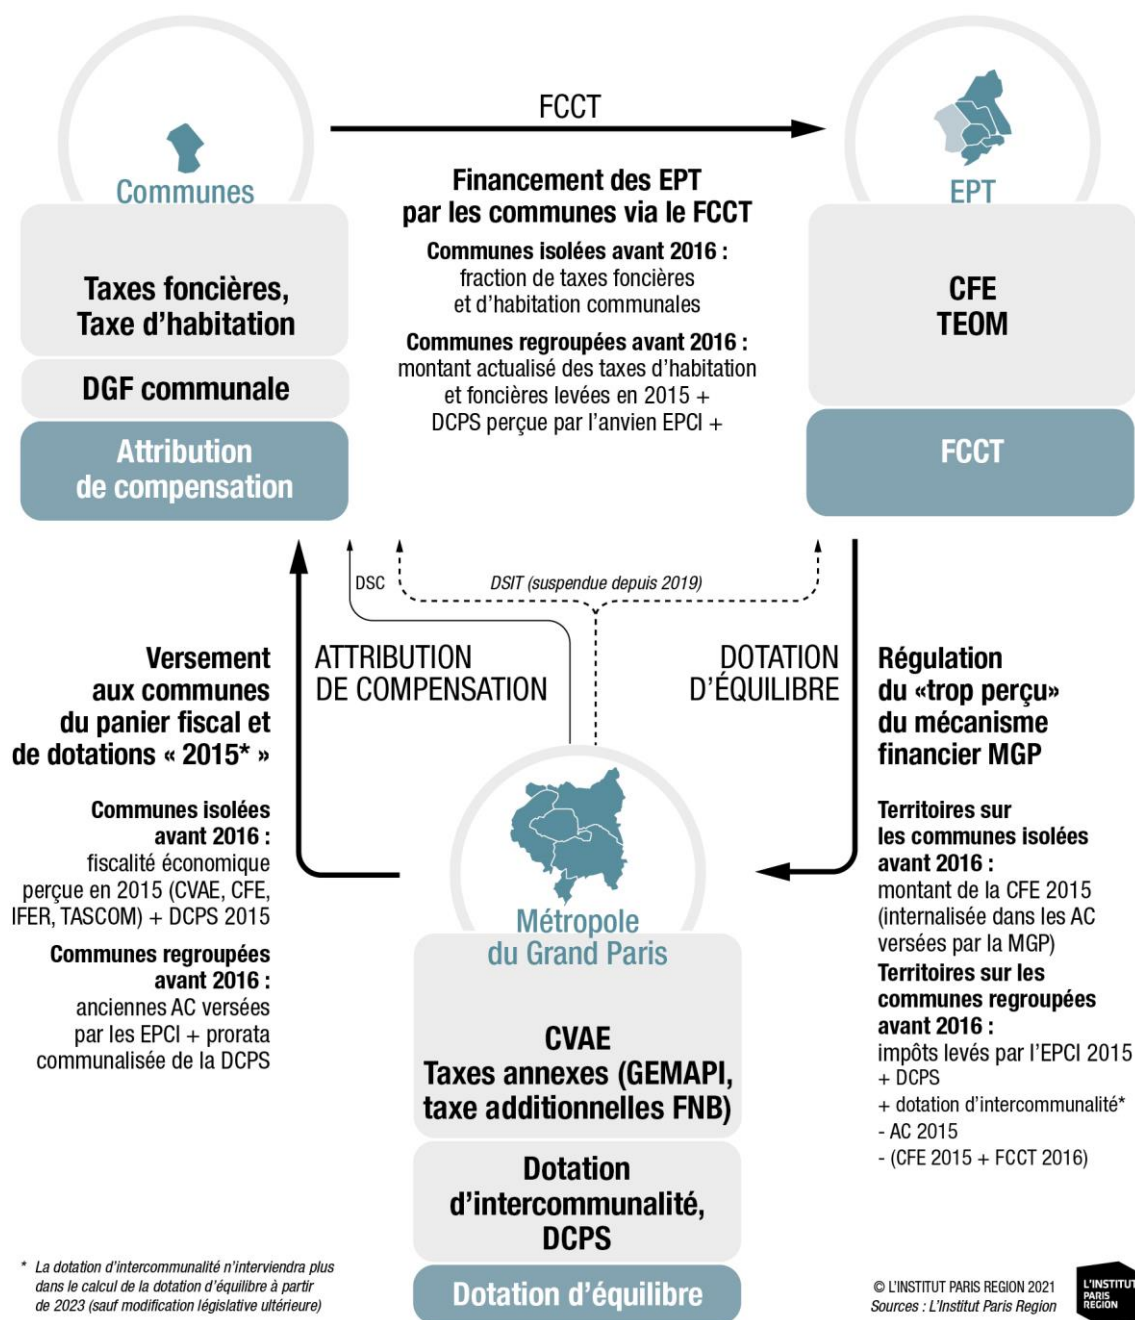 FCCT
Communes
Taxes foncières,
Taxe d'habitation
DGF communale
Attribution
de compensation
Financement des EPT
par les communes via le FCCT
Communes isolées avant 2016 :
fraction de taxes foncières
et d'habitation communales
Communes regroupées avant 2016 :
montant actualisé des taxes d'habitation
et foncières levées en 2015 +
DCPS perçue par l'anvien EPCI +
EPT
CFE
TEOM
FCCT
DSC
DSIT (suspendue depuis 2019)
Versement
aux communes
du panier fiscal et
de dotations « 2015* »
Communes isolées
avant 2016 :
fiscalité économique
perçue en 2015 (CVAE, CFE,
IFER, TASCOM) + DCPS 2015
Communes regroupées
avant 2016 :
anciennes AC versées
par les EPCI + prorata
communalisée de la DCPS
ATTRIBUTION
DE COMPENSATION
DOTATION
D'ÉQUILIBRE
Régulation
du «trop perçu»
du mécanisme
financier MGP
Territoires sur
les communes isolées
avant 2016 :
montant de la CFE 2015
(internalisée dans les AC
versées par la MGP)
Territoires sur les
communes regroupées
avant 2016 :
impôts levés par l'EPCI 2015
+ DCPS
+ dotation d'intercommunalité*
- AC 2015
- (CFE 2015 + FCCT 2016)
Métropole
du Grand Paris
CVAE
Taxes annexes (GEMAPI,
taxe additionnelles FNB)
Dotation
d'intercommunalité,
DCPS
Dotation d'équilibre
* La dotation d'intercommunalité n'interviendra plus
dans le calcul de la dotation d'équilibre à partir
de 2023 (sauf modification législative ultérieure)
© L'INSTITUT PARIS REGION 2021
Sources : L'Institut Paris Region
L'INSTITUT
PARIS
REGION